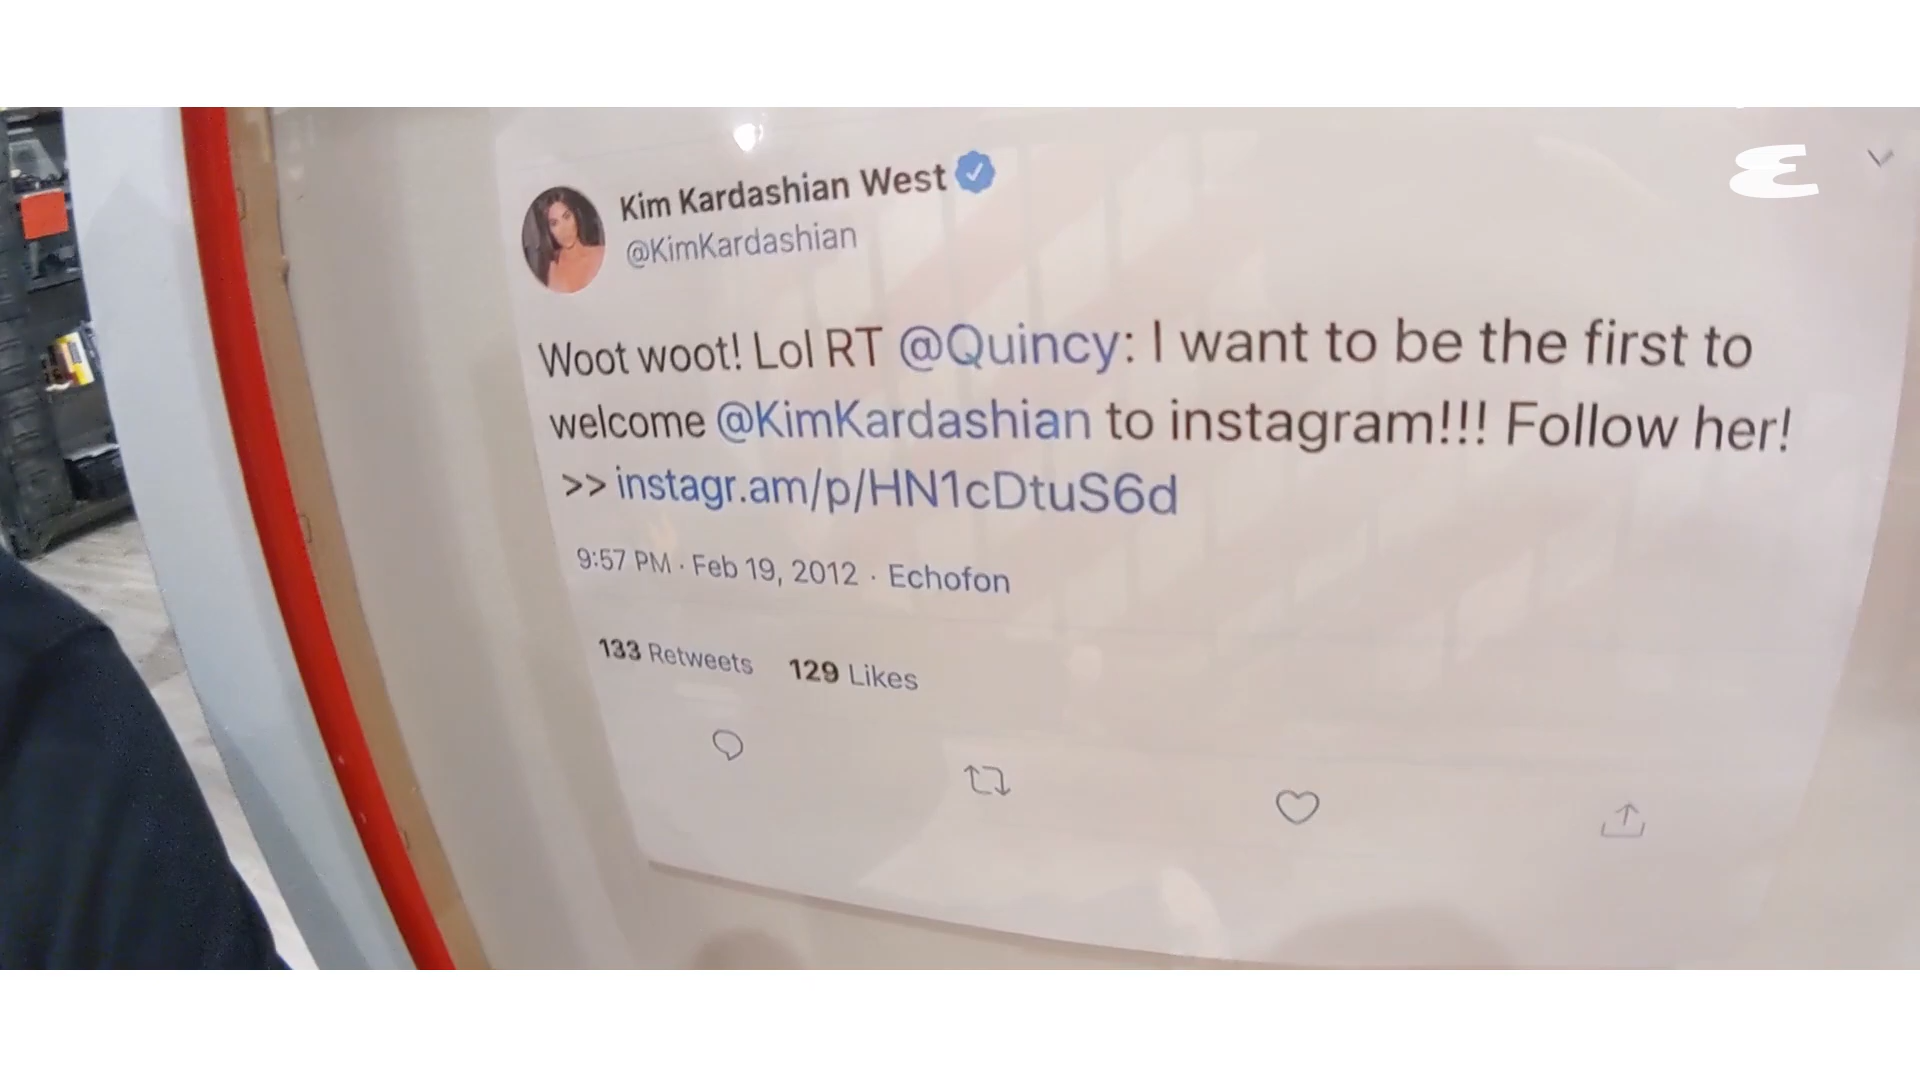 Kim Kardashian West
@KimKardashian
Woot woot! Lol RT @Quincy: I want to be the first to
welcome @KimKardashian to instagram!!! Follow her!
>> instagr.am/p/HN1cDtuS6d
9:57 PM · Feb 19, 2012 · Echofon
133 Retweets 129 Likes